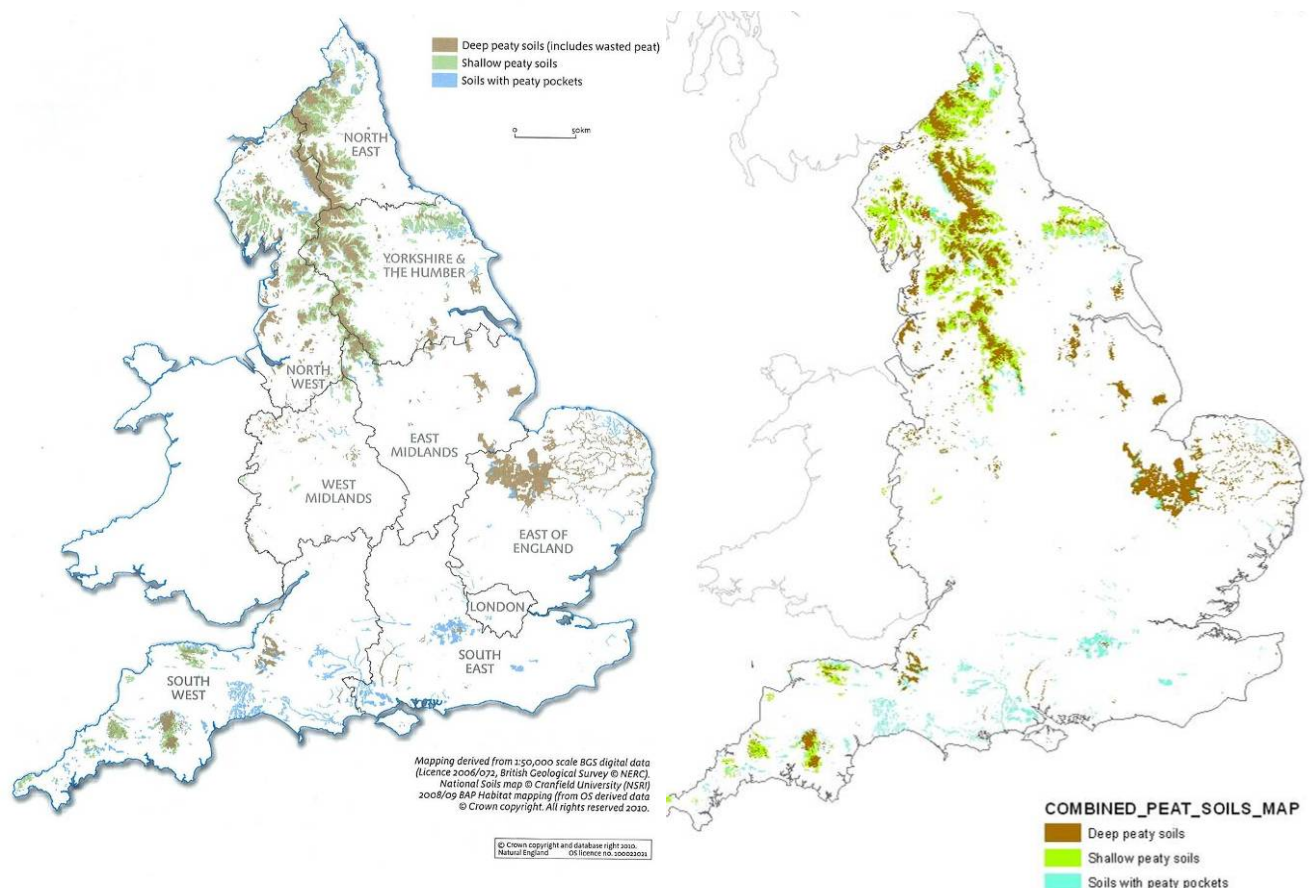 Deep peaty soils (includes wasted peat)
Shallow peaty soils
Soils with peaty pockets
0 50km
NORTH
EAST
YORKSHIRE &
THE HUMBER
NORTH
WEST
EAST
MIDLANDS
WEST
MIDLANDS
EAST OF
ENGLAND
LONDON
SOUTH
EAST
SOUTH
WEST
Mapping derived from 1:50,000 scale BGS digital data
(Licence 2006/072, British Geological Survey © NERC).
National Soils map © Cranfield University (NSRI)
2008/09 BAP Habitat mapping (from OS derived data
© Crown copyright. All rights reserved 2010.
© Crown copyright and database right 2010.
Natural England OS licence no. 100022021
COMBINED_PEAT_SOILS_MAP
Deep peaty soils
Shallow peaty soils
Soils with peaty pockets